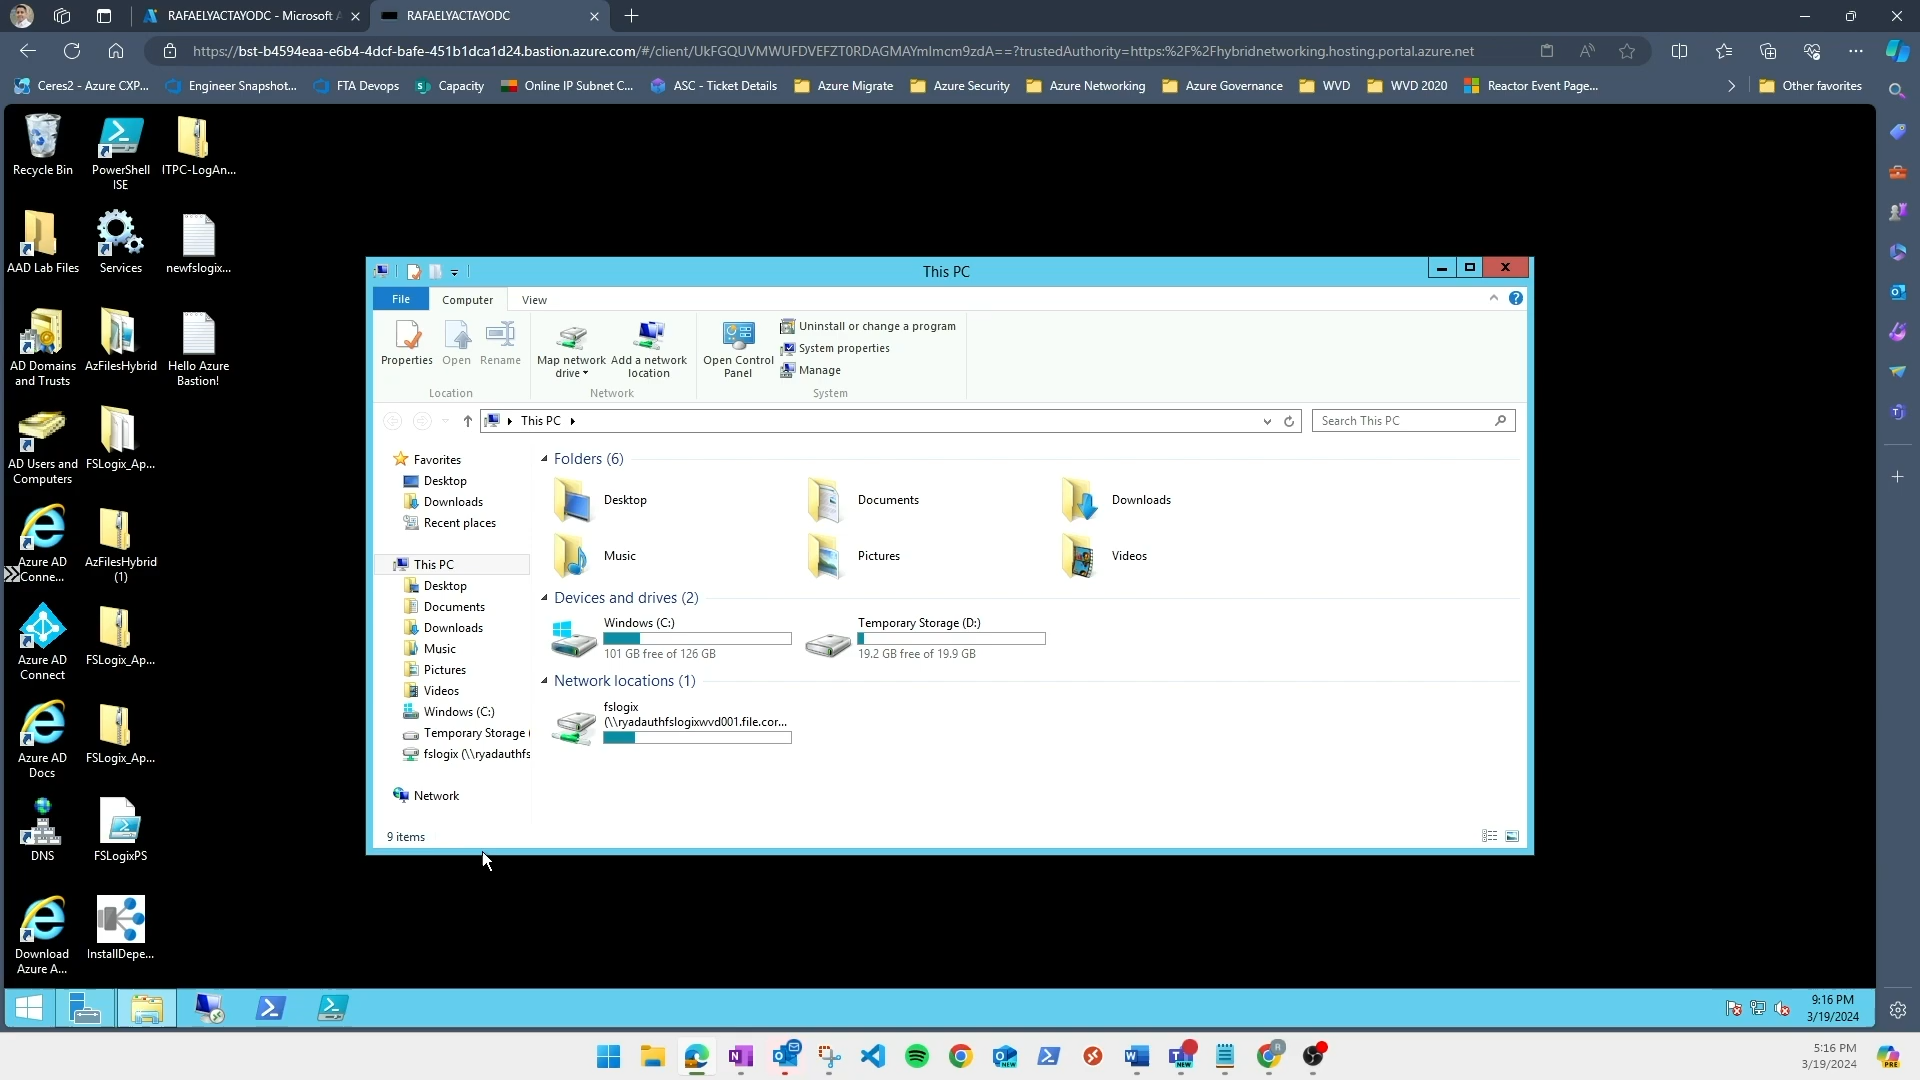 RAFAELYACTAYODC - Microsoft A
RAFAELYACTAYODC
https://bst-b4594eaa-e6b4-4dcf-bafe-451b1dca1d24.bastion.azure.com/#/client/UkFGQUVMWUFDVEFZT0RDAGMAYmlmcm9zdA==?trustedAuthority=https:%2F%2Fhybridnetworking.hosting.portal.azure.net
Ceres2 - Azure CXP...
Engineer Snapshot...
FTA Devops
Capacity
Online IP Subnet C...
ASC - Ticket Details
Azure Migrate
Azure Security
Azure Networking
Azure Governance
WVD
WVD 2020
Reactor Event Page...
Other favorites
Recycle Bin
PowerShell
ISE
ITPC-LogAn...
AAD Lab Files
Services
newfslogix...
AD Domains
and Trusts
AzFilesHybrid
Hello Azure
Bastion!
AD Users and
Computers
FSLogix_Ap...
Azure AD
Conne...
AzFilesHybrid
(1)
Azure AD
Connect
FSLogix_Ap...
Azure AD
Docs
FSLogix_Ap...
DNS
FSLogixPS
Download
Azure A...
InstallDepe...
This PC
File
Computer
View
Properties
Open
Rename
Location
Map network
drive
Add a network
location
Network
Open Control
Panel
Uninstall or change a program
System properties
Manage
System
This PC
Search This PC
Favorites
Desktop
Downloads
Recent places
This PC
Desktop
Documents
Downloads
Music
Pictures
Videos
Windows (C:)
Temporary Storage (
fslogix (\\ryadauthfs
Network
Folders (6)
Desktop
Documents
Downloads
Music
Pictures
Videos
Devices and drives (2)
Windows (C:)
101 GB free of 126 GB
Temporary Storage (D:)
19.2 GB free of 19.9 GB
Network locations (1)
fslogix
(\\ryadauthfslogixwvd001.file.cor...
9 items
9:16 PM
3/19/2024
5:16 PM
3/19/2024